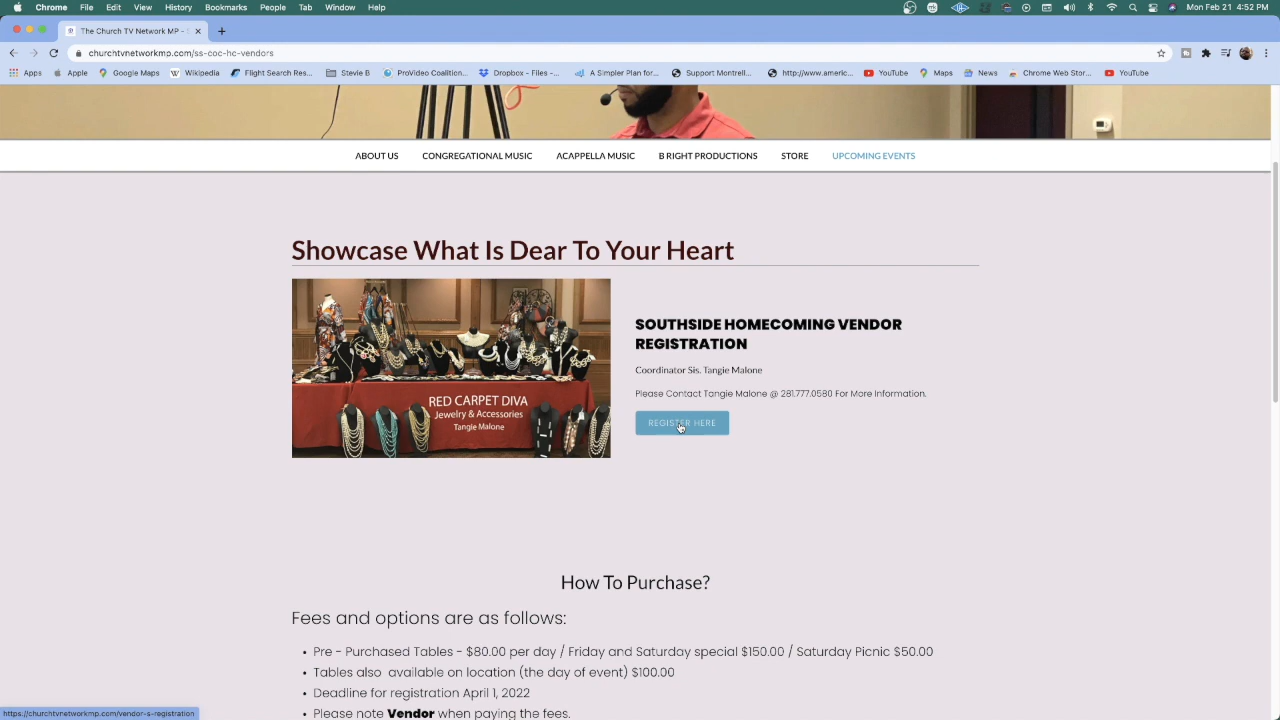 Chrome File Edit View History Bookmarks Profiles Tab Window Help Mon Feb 21 4:52 PM
The Church TV Network MP -
churchtvnetworkmp.com/ss-coc-hc-vendors
Apps Apple Google Maps Wikipedia Flight Search Res... Stevie B ProVideo Coalition... Dropbox - Files -... A Simpler Plan for... Support Montrell... http://www.americ... YouTube Maps News Chrome Web Stor... YouTube
ABOUT US CONGREGATIONAL MUSIC ACAPPELLA MUSIC B RIGHT PRODUCTIONS STORE UPCOMING EVENTS
Showcase What Is Dear To Your Heart
RED CARPET DIVA
Jewelry & Accessories
Tangie Malone
SOUTHSIDE HOMECOMING VENDOR
REGISTRATION
Coordinator Sis. Tangie Malone
Please Contact Tangie Malone @ 281.777.0580 For More Information.
REGISTER HERE
How To Purchase?
Fees and options are as follows:
• Pre - Purchased Tables - $80.00 per day / Friday and Saturday special $150.00 / Saturday Picnic $50.00
• Tables also available on location (the day of event) $100.00
• Deadline for registration April 1, 2022
• Please note Vendor when paying the fees.
https://churchtvnetworkmp.com/vendor-s-registration